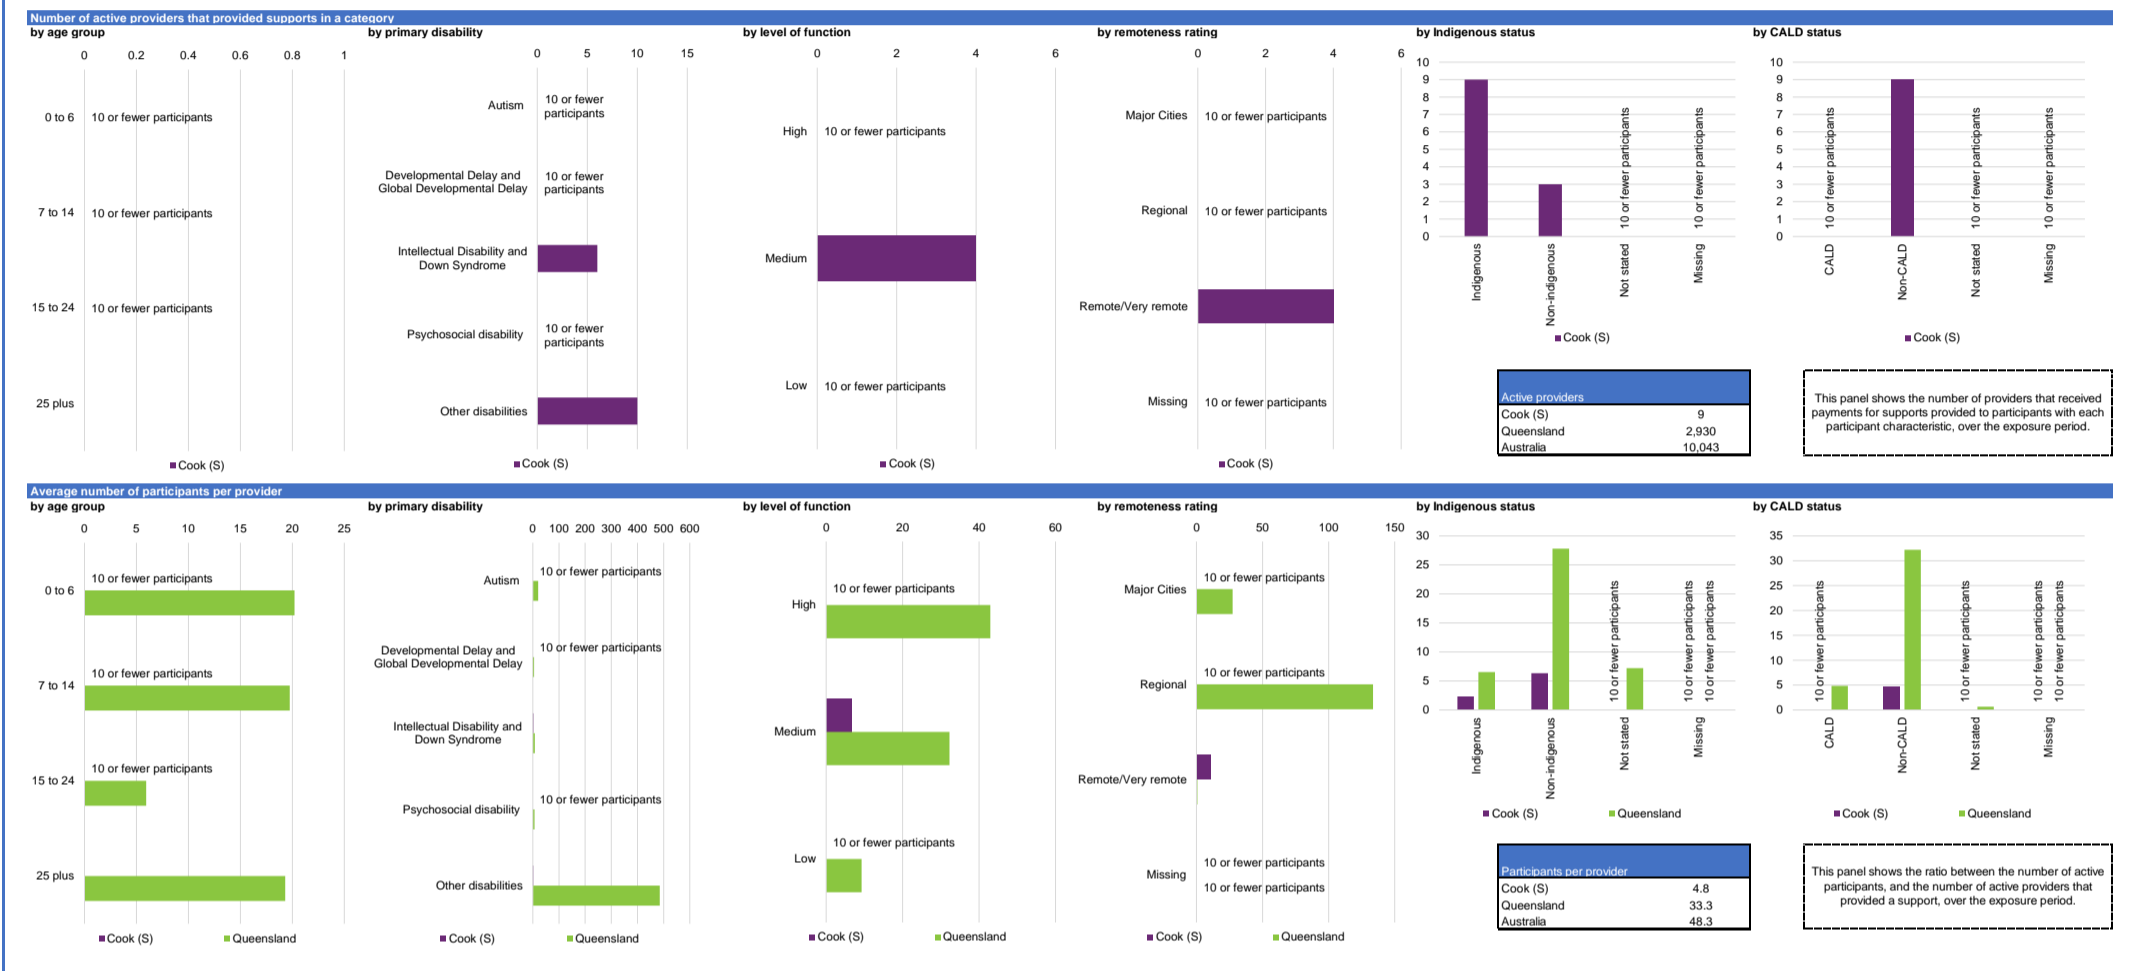 Number of active providers that provided supports in a category
by age group
0 0.2 0.4 0.6 0.8 1
0 to 6 10 or fewer participants
7 to 14 10 or fewer participants
15 to 24 10 or fewer participants
25 plus
Cook (S)
by primary disability
0 5 10 15
Autism
10 or fewer
participants
Developmental Delay and
Global Developmental Delay
10 or fewer
participants
Intellectual Disability and
Down Syndrome
Psychosocial disability
10 or fewer
participants
Other disabilities
Cook (S)
by level of function
0 2 4 6
High 10 or fewer participants
Medium
Low 10 or fewer participants
Cook (S)
by remoteness rating
0 2 4 6
Major Cities 10 or fewer participants
Regional 10 or fewer participants
Remote/Very remote
Missing 10 or fewer participants
Cook (S)
by Indigenous status
10
9
8
7
6
5
4
3
2
1
0
10 or fewer participants
10 or fewer participants
Indigenous
Non-indigenous
Not stated
Missing
Cook (S)
by CALD status
10
9
8
7
6
5
4
3
2
1
0
10 or fewer participants
10 or fewer participants
10 or fewer participants
CALD
Non-CALD
Not stated
Missing
Cook (S)
Active providers
Cook (S) 9
Queensland 2,930
Australia 10,043
This panel shows the number of providers that received
payments for supports provided to participants with each
participant characteristic, over the exposure period.
Average number of participants per provider
by age group
0 5 10 15 20 25
10 or fewer participants
0 to 6
10 or fewer participants
7 to 14
10 or fewer participants
15 to 24
25 plus
Cook (S) Queensland
by primary disability
0 100 200 300 400 500 600
10 or fewer participants
Autism
10 or fewer participants
Developmental Delay and
Global Developmental Delay
Intellectual Disability and
Down Syndrome
10 or fewer participants
Psychosocial disability
Other disabilities
Cook (S) Queensland
by level of function
0 20 40 60
10 or fewer participants
High
Medium
10 or fewer participants
Low
Cook (S) Queensland
by remoteness rating
0 50 100 150
10 or fewer participants
Major Cities
10 or fewer participants
Regional
Remote/Very remote
10 or fewer participants
Missing
10 or fewer participants
Cook (S) Queensland
by Indigenous status
30
25
20
15
10
5
0
10 or fewer participants
10 or fewer participants
10 or fewer participants
Indigenous
Non-indigenous
Not stated
Missing
Cook (S) Queensland
by CALD status
35
30
25
20
15
10
5
0
10 or fewer participants
10 or fewer participants
10 or fewer participants
10 or fewer participants
CALD
Non-CALD
Not stated
Missing
Cook (S) Queensland
Participants per provider
Cook (S) 4.8
Queensland 33.3
Australia 48.3
This panel shows the ratio between the number of active
participants, and the number of active providers that
provided a support, over the exposure period.